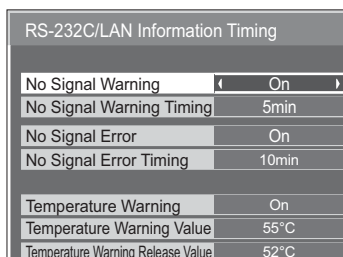 RS-232C/LAN Information Timing
No Signal Warning On
No Signal Warning Timing 5min
No Signal Error On
No Signal Error Timing 10min
Temperature Warning On
Temperature Warning Value 55°C
Temperature Warning Release Value 52°C